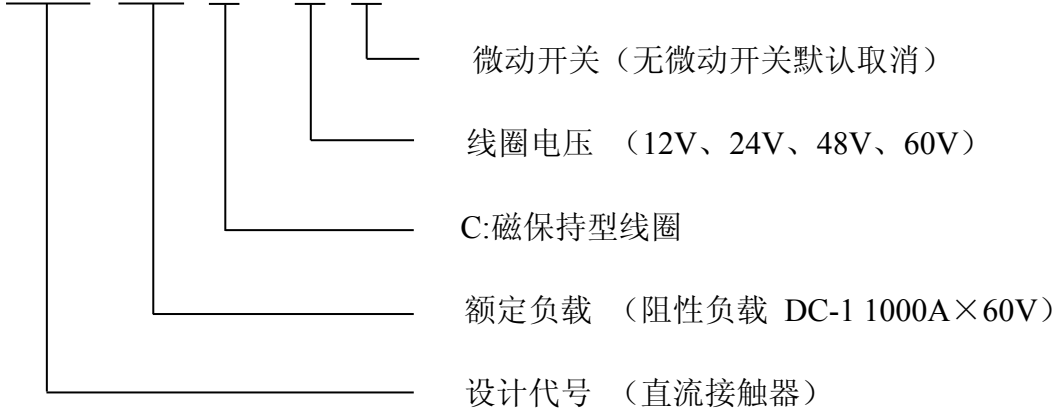 微动开关（无微动开关默认取消）
线圈电压 （12V、24V、48V、60V）
C:磁保持型线圈
额定负载 （阻性负载 DC-1 1000A×60V）
设计代号 （直流接触器）